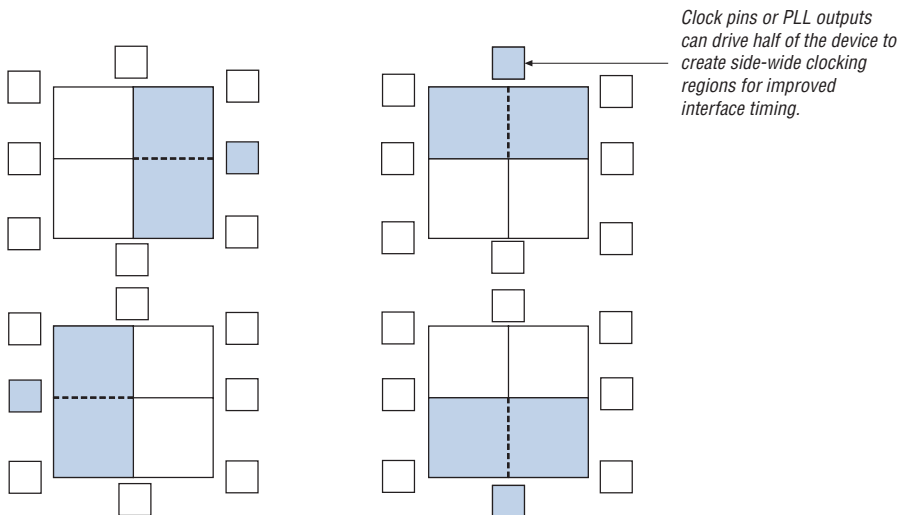 Clock pins or PLL outputs
can drive half of the device to
create side-wide clocking
regions for improved
interface timing.